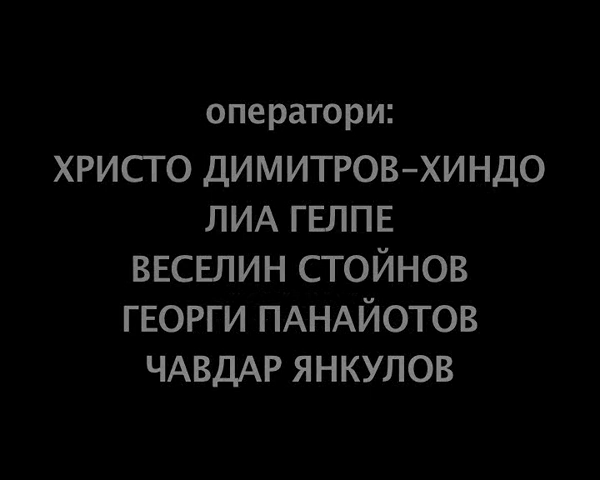 оператори:
ХРИСТО ДИМИТРОВ-ХИНДО
ЛИА ГЕЛПЕ
ВЕСЕЛИН СТОЙНОВ
ГЕОРГИ ПАНАЙОТОВ
ЧАВДАР ЯНКУЛОВ